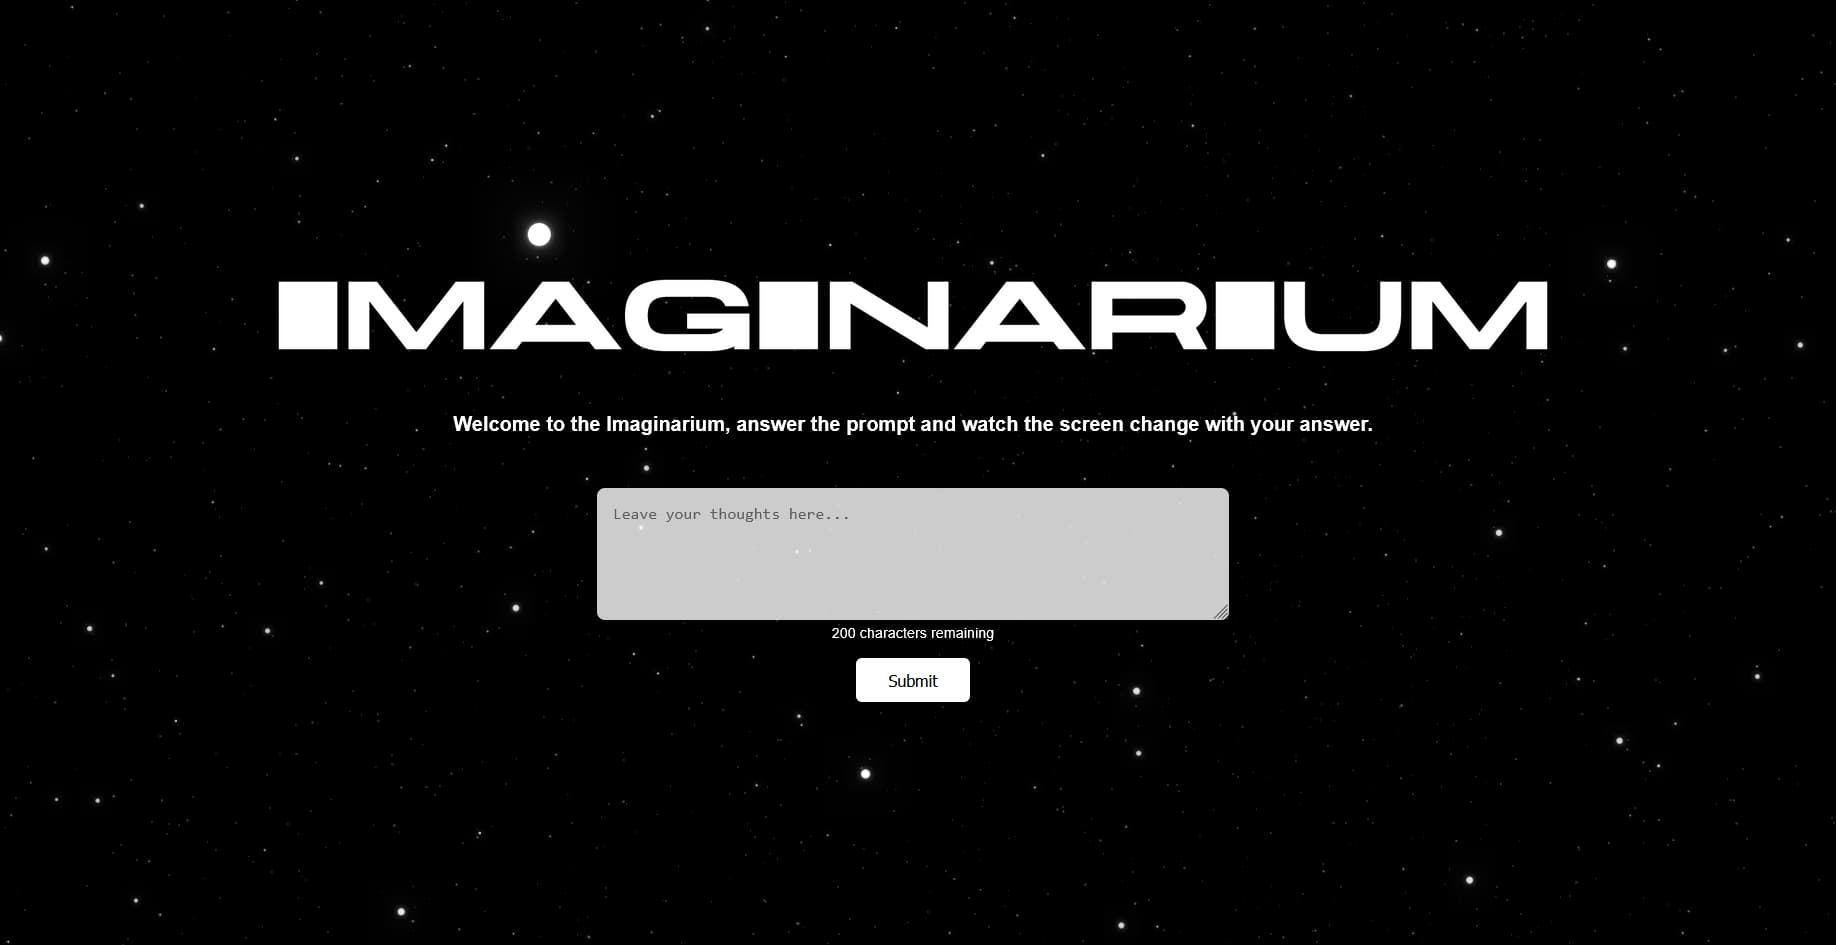 IMAGINARIUM
Welcome to the Imaginarium, answer the prompt and watch the screen change with your answer.
Leave your thoughts here...
200 characters remaining
Submit